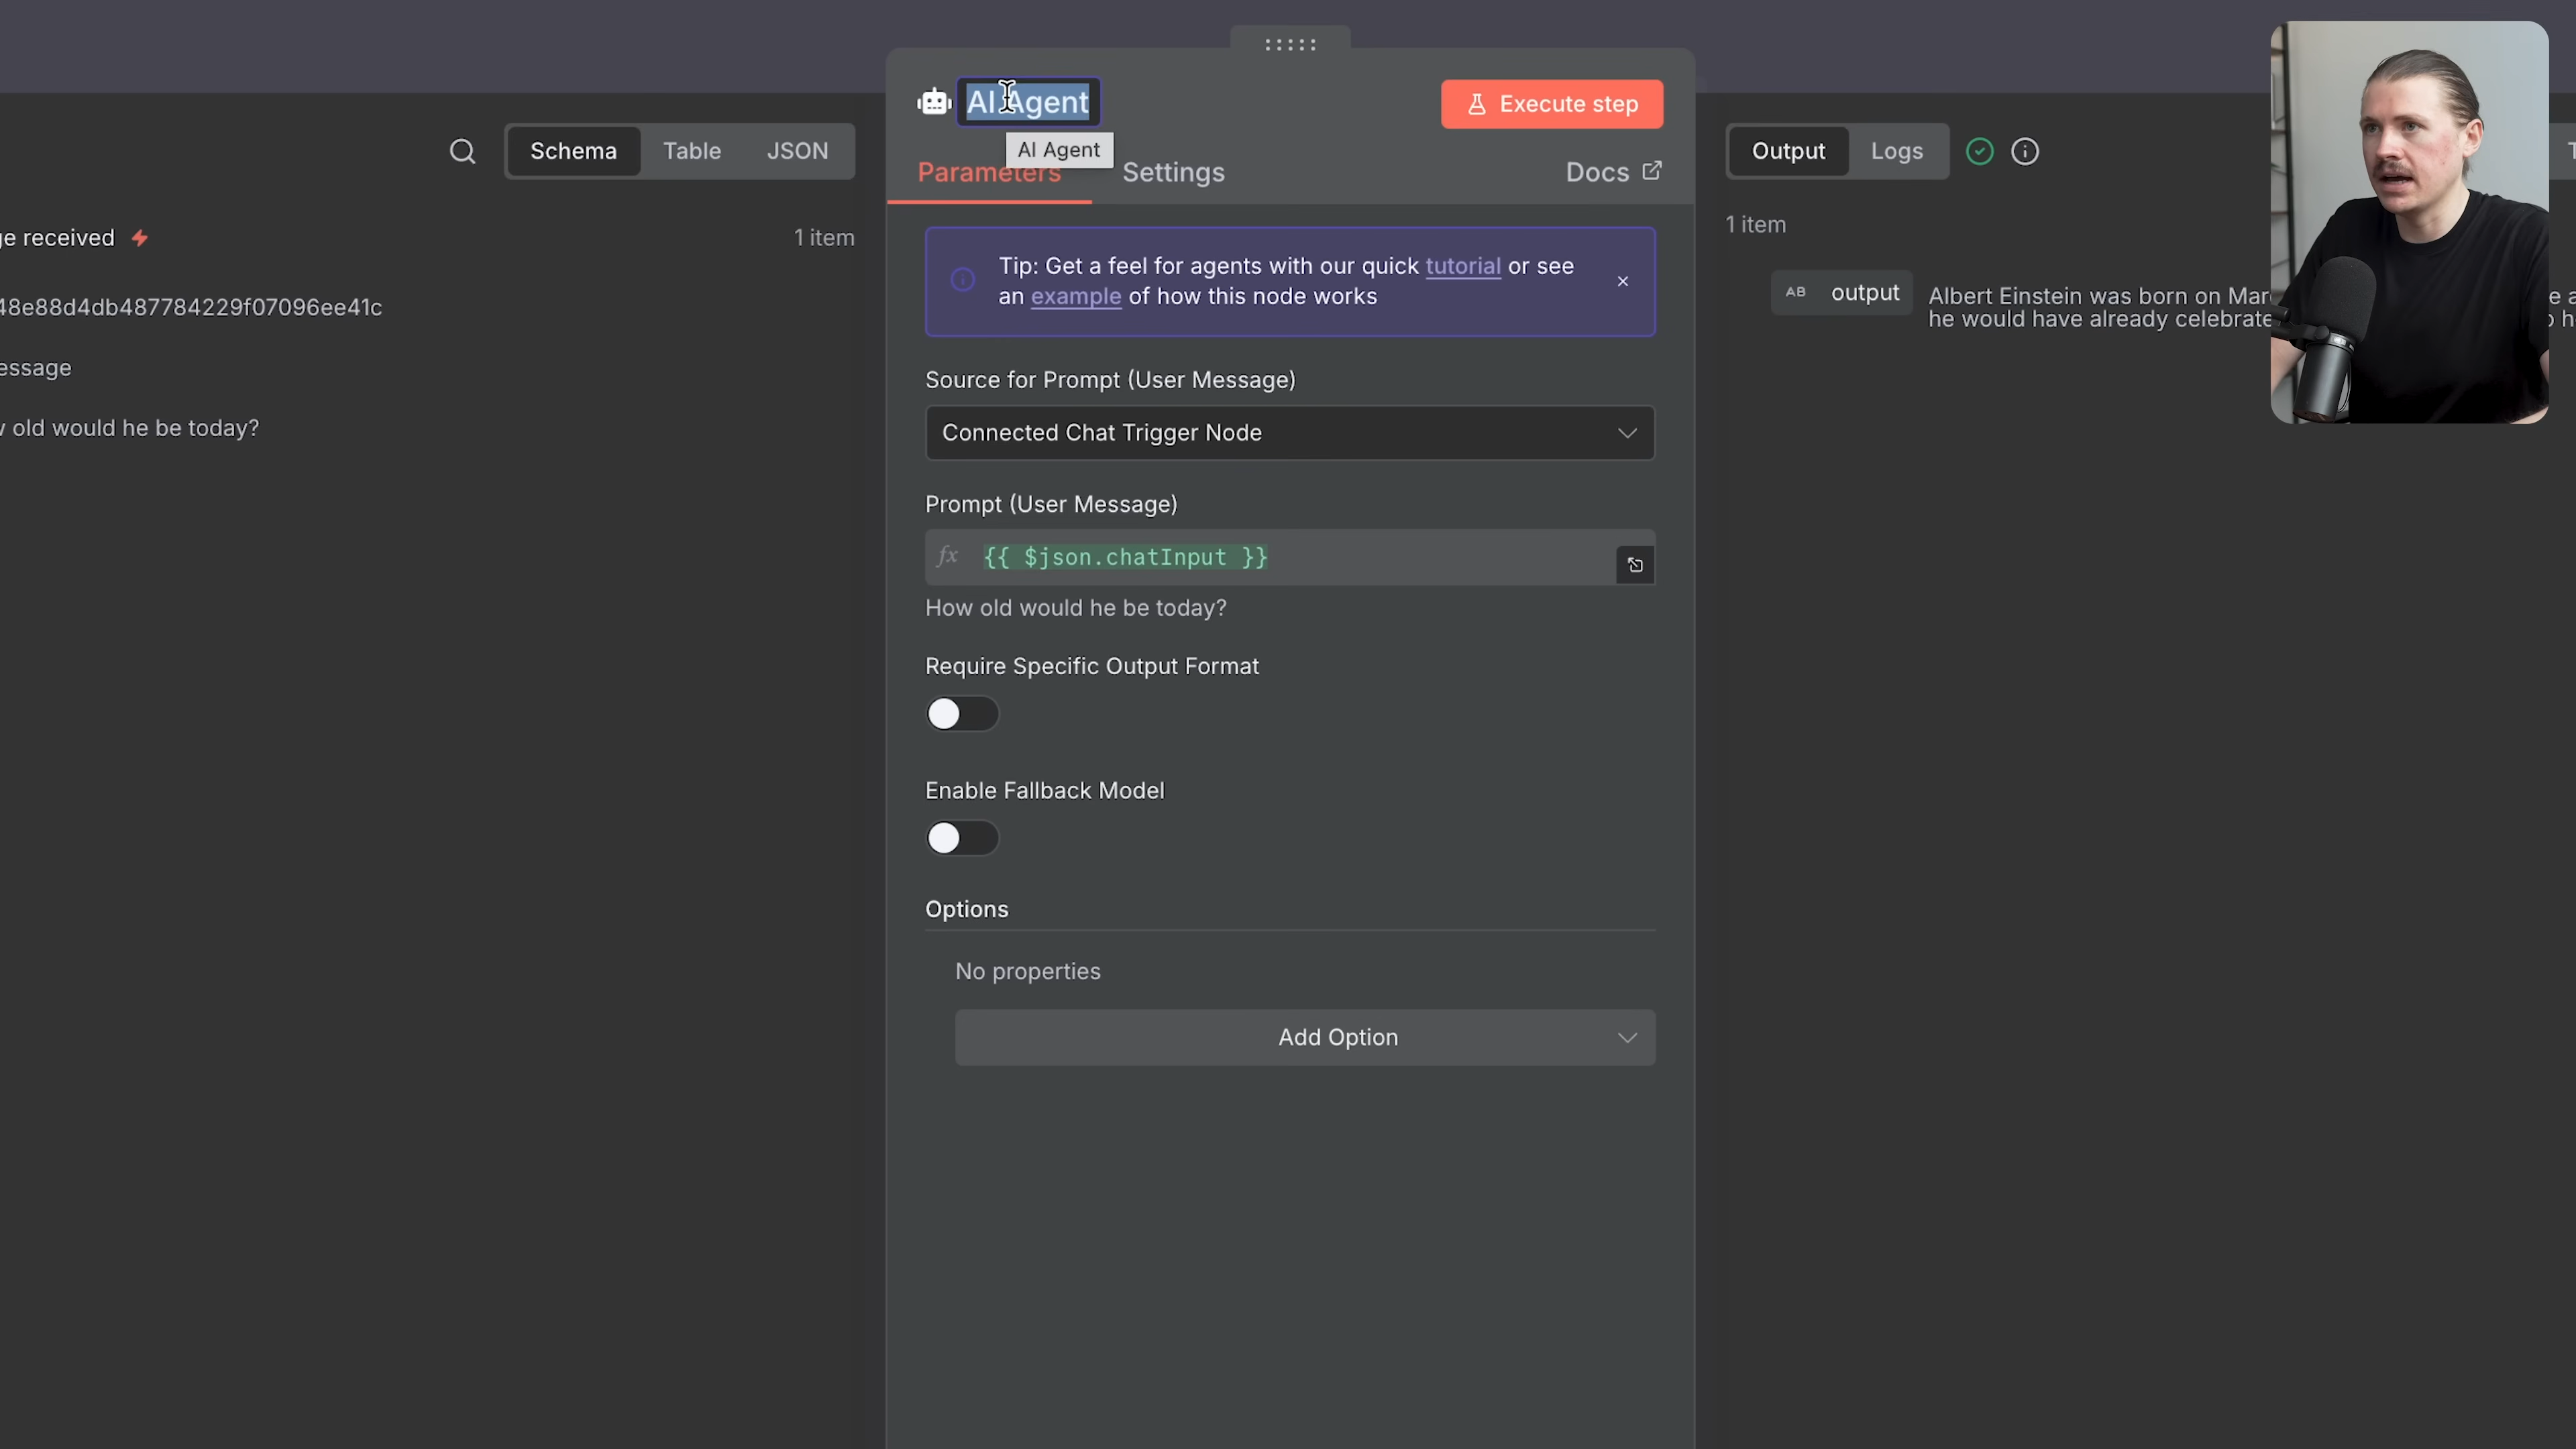 AI Agent
Execute step
AI Agent
Schema
Table
JSON
Parameters
Settings
Docs
Output
Logs
received
1 item
48e88d4db487784229f07096ee41c
old would he be today?
Tip: Get a feel for agents with our quick tutorial or see
an example of how this node works
Source for Prompt (User Message)
Connected Chat Trigger Node
Prompt (User Message)
fx {{ $json.chatInput }}
How old would he be today?
Require Specific Output Format
Enable Fallback Model
Options
No properties
Add Option
1 item
AB output
Albert Einstein was born on
he would have already